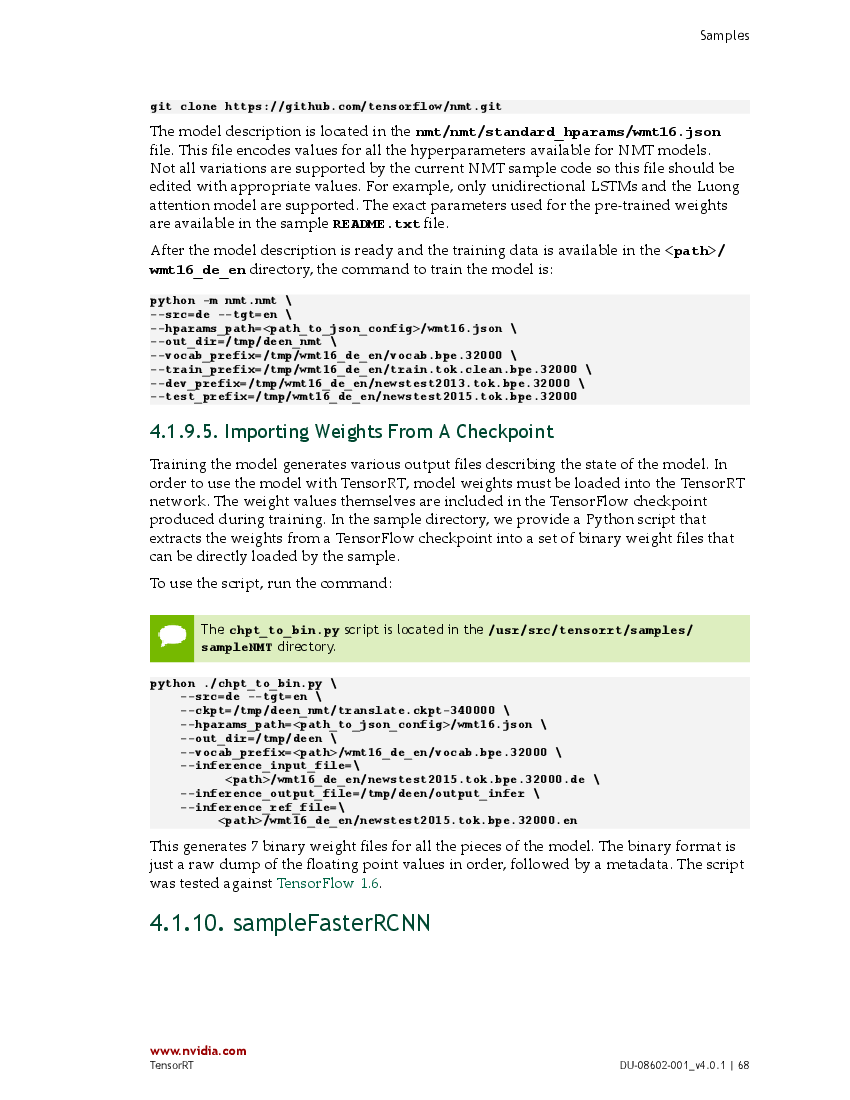 Samples
git clone https://github.com/tensorflow/nmt.git
The model description is located in the nmt/nmt/standard_hparams/wmt16.json
file. This file encodes values for all the hyperparameters available for NMT models.
Not all variations are supported by the current NMT sample code so this file should be
edited with appropriate values. For example, only unidirectional LSTMs and the Luong
attention model are supported. The exact parameters used for the pre-trained weights
are available in the sample README.txt file.
After the model description is ready and the training data is available in the <path>/
wmt16_de_en directory, the command to train the model is:
python -m nmt.nmt \
--src=de --tgt=en \
--hparams_path=<path_to_json_config>/wmt16.json \
--out_dir=/tmp/deen_nmt \
--vocab_prefix=/tmp/wmt16_de_en/vocab.bpe.32000 \
--train_prefix=/tmp/wmt16_de_en/train.tok.clean.bpe.32000 \
--dev_prefix=/tmp/wmt16_de_en/newstest2013.tok.bpe.32000 \
--test_prefix=/tmp/wmt16_de_en/newstest2015.tok.bpe.32000
4.1.9.5. Importing Weights From A Checkpoint
Training the model generates various output files describing the state of the model. In
order to use the model with TensorRT, model weights must be loaded into the TensorRT
network. The weight values themselves are included in the TensorFlow checkpoint
produced during training. In the sample directory, we provide a Python script that
extracts the weights from a TensorFlow checkpoint into a set of binary weight files that
can be directly loaded by the sample.
To use the script, run the command:
The chpt_to_bin.py script is located in the /usr/src/tensorrt/samples/
sampleNMT directory.
python ./chpt_to_bin.py \
--src=de --tgt=en \
--ckpt=/tmp/deen_nmt/translate.ckpt-340000 \
--hparams_path=<path_to_json_config>/wmt16.json \
--out_dir=/tmp/deen \
--vocab_prefix=<path>/wmt16_de_en/vocab.bpe.32000 \
--inference_input_file=\
<path>/wmt16_de_en/newstest2015.tok.bpe.32000.de \
--inference_output_file=/tmp/deen/output_infer \
--inference_ref_file=\
<path>/wmt16_de_en/newstest2015.tok.bpe.32000.en
This generates 7 binary weight files for all the pieces of the model. The binary format is
just a raw dump of the floating point values in order, followed by a metadata. The script
was tested against TensorFlow 1.6.
4.1.10. sampleFasterRCNN
www.nvidia.com
TensorRT
DU-08602-001_v4.0.1 | 68